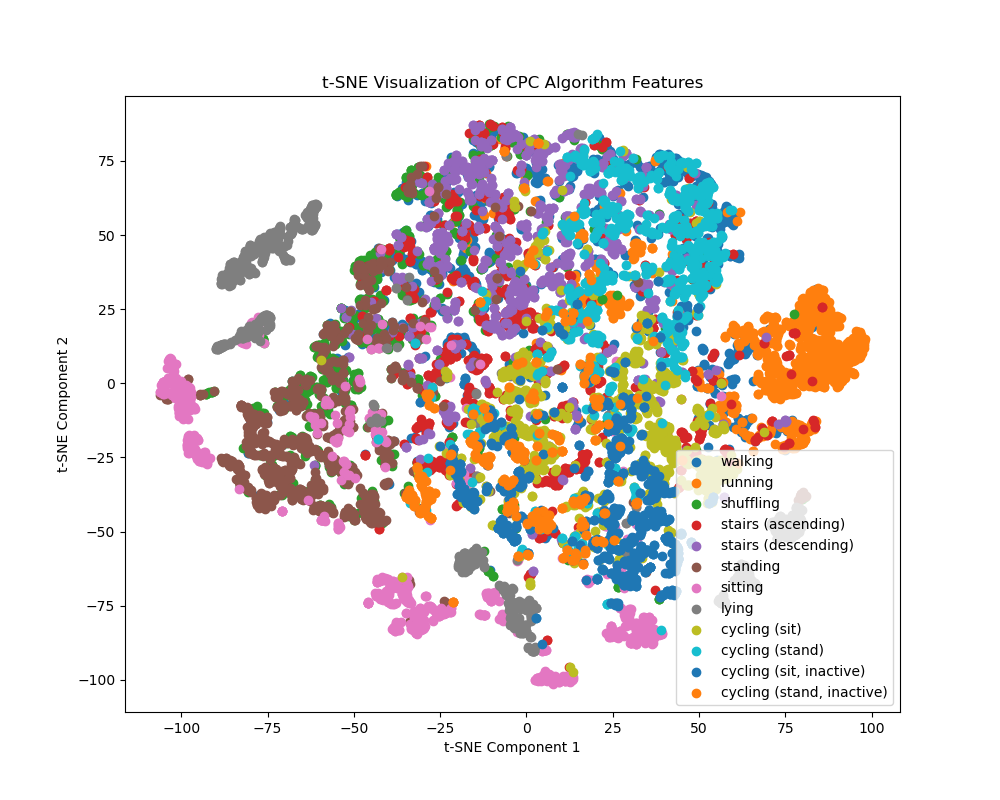 t-SNE Visualization of CPC Algorithm Features
t-SNE Component 2
75
50
25
0
−25
−50
−75
−100
walking
running
shuffling
stairs (ascending)
stairs (descending)
standing
sitting
lying
cycling (sit)
cycling (stand)
cycling (sit, inactive)
cycling (stand, inactive)
−100
−75
−50
−25
0
25
50
75
100
t-SNE Component 1